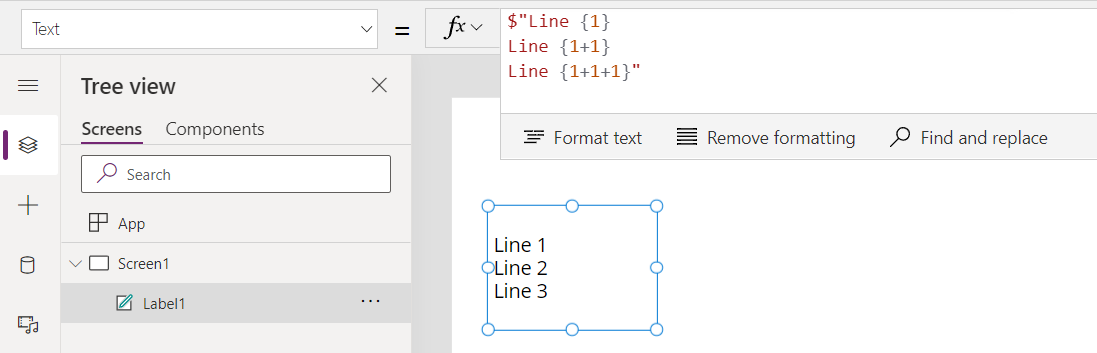 Text = fx $"Line {1}
Line {1+1}
Line {1+1+1}"
Tree view
Screens Components
Format text Remove formatting Find and replace
Search
App
Screen1
Label1 ...
Line 1
Line 2
Line 3